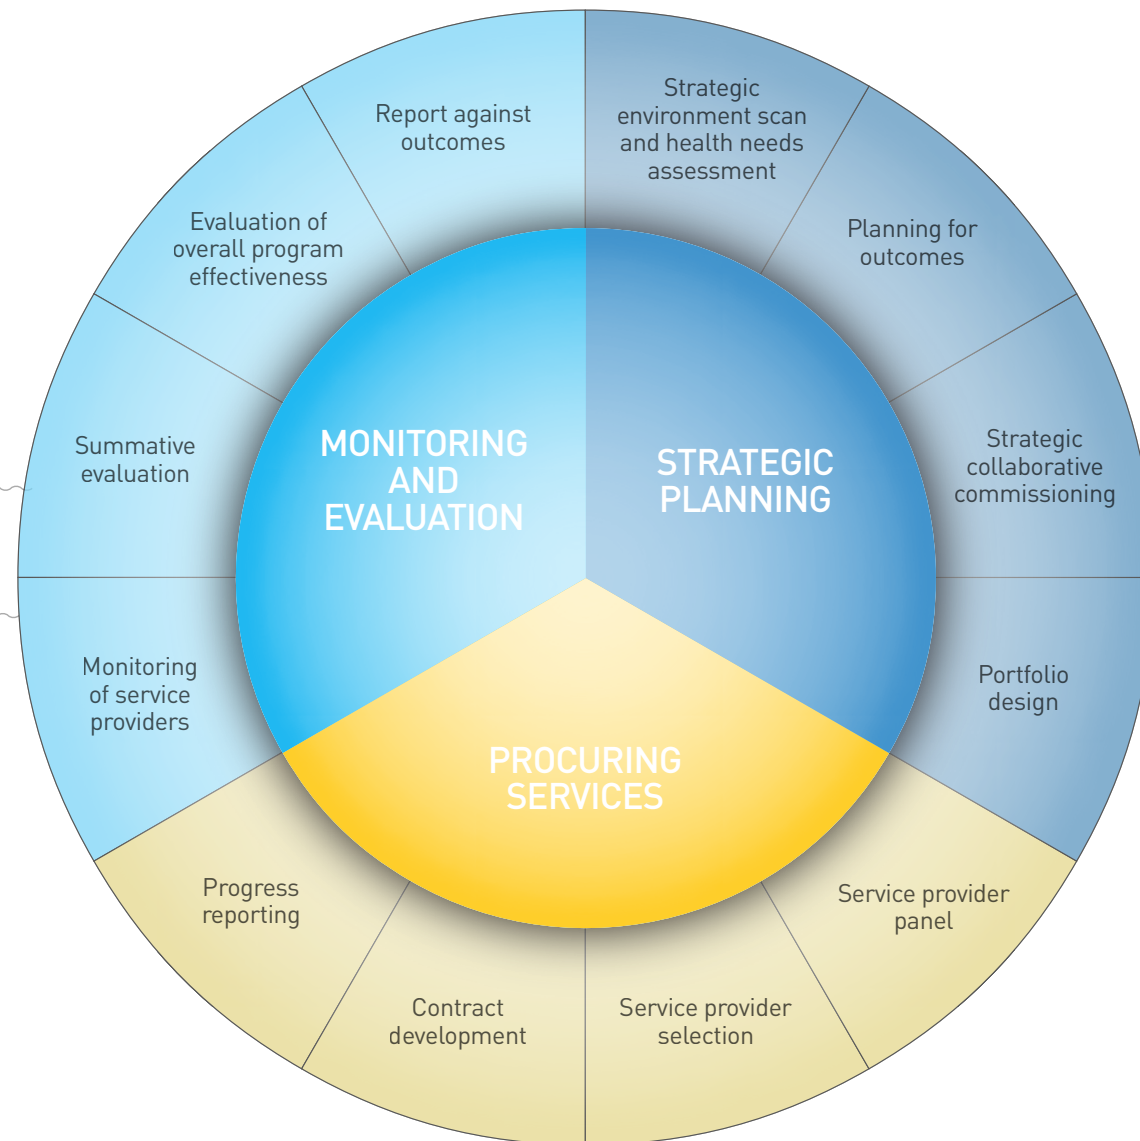 Strategic
environment scan
and health needs
assessment
Planning for
outcomes
Strategic
collaborative
commissioning
Portfolio
design
Service provider
panel
Service provider
selection
Contract
development
Progress
reporting
Monitoring
of service
providers
Summative
evaluation
Evaluation of
overall program
effectiveness
Report against
outcomes
MONITORING
AND
EVALUATION
STRATEGIC
PLANNING
PROCURING
SERVICES